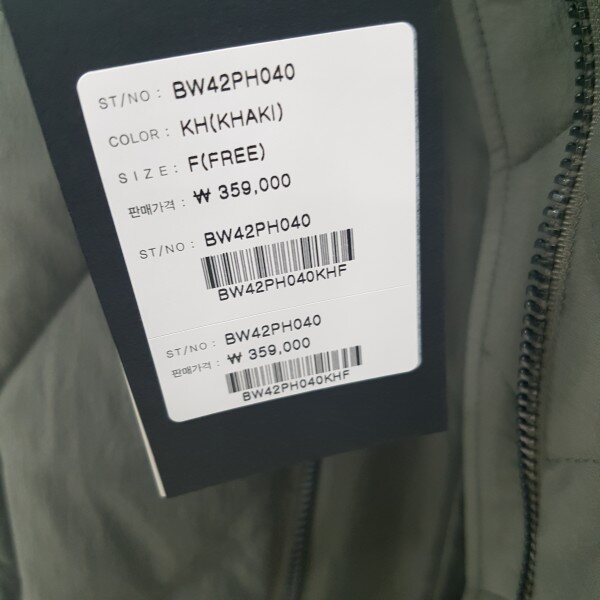 ST/NO : BW42PH040
COLOR : KH(KHAKI)
SIZE : F(FREE)
판매가격 : ₩ 359,000
ST/NO : BW42PH040
BW42PH040KHF
ST/NO : BW42PH040
판매가격 : ₩ 359,000
BW42PH040KHF